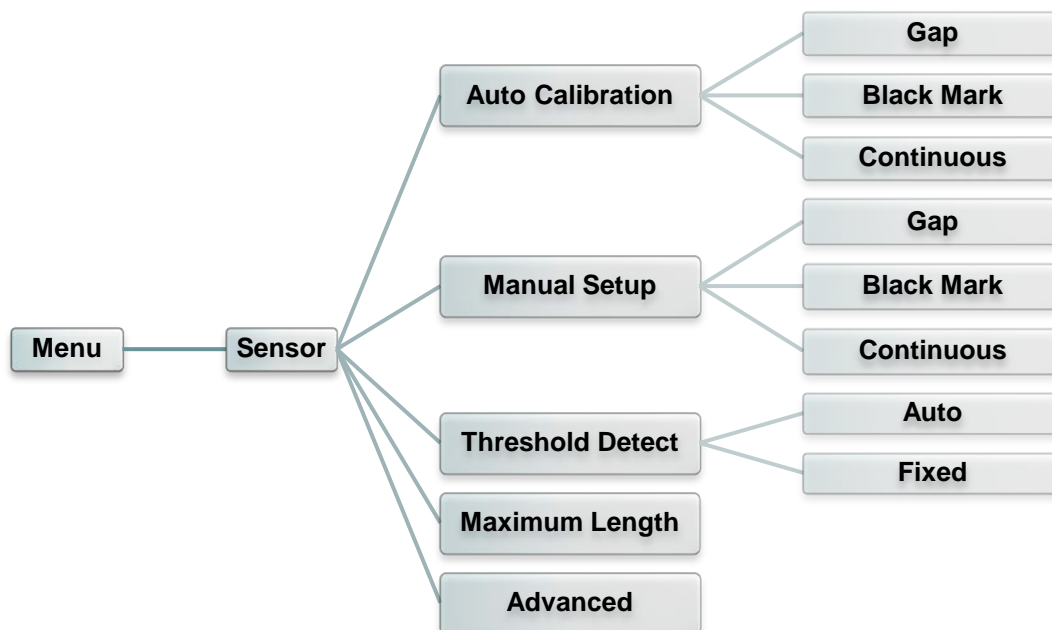 Menu
Sensor
Auto Calibration
Gap
Black Mark
Continuous
Manual Setup
Gap
Black Mark
Continuous
Threshold Detect
Auto
Fixed
Maximum Length
Advanced